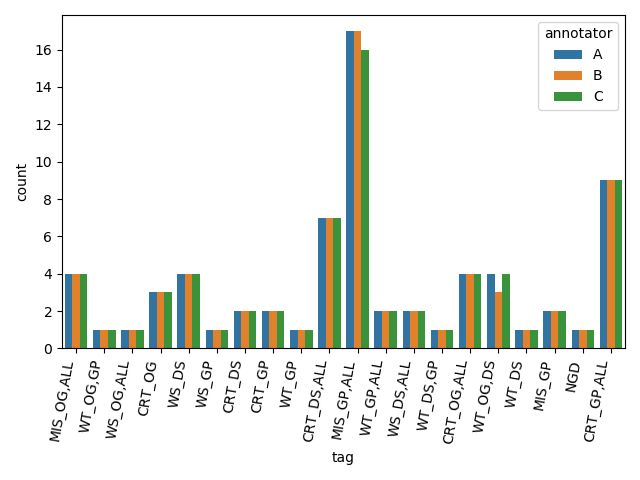 annotator
A
B
C
16
14
12
10
8
6
4
2
0
count
MIS_OG,ALL
WT_OG,GP
WS_OG,ALL
CRT_OG
WS_DS
WS_GP
CRT_DS
CRT_GP
WT_GP
CRT_DS,ALL
MIS_GP,ALL
WT_GP,ALL
WS_DS,ALL
WT_DS,GP
CRT_OG,ALL
WT_OG,DS
WT_DS
MIS_GP
NGD
CRT_GP,ALL
tag